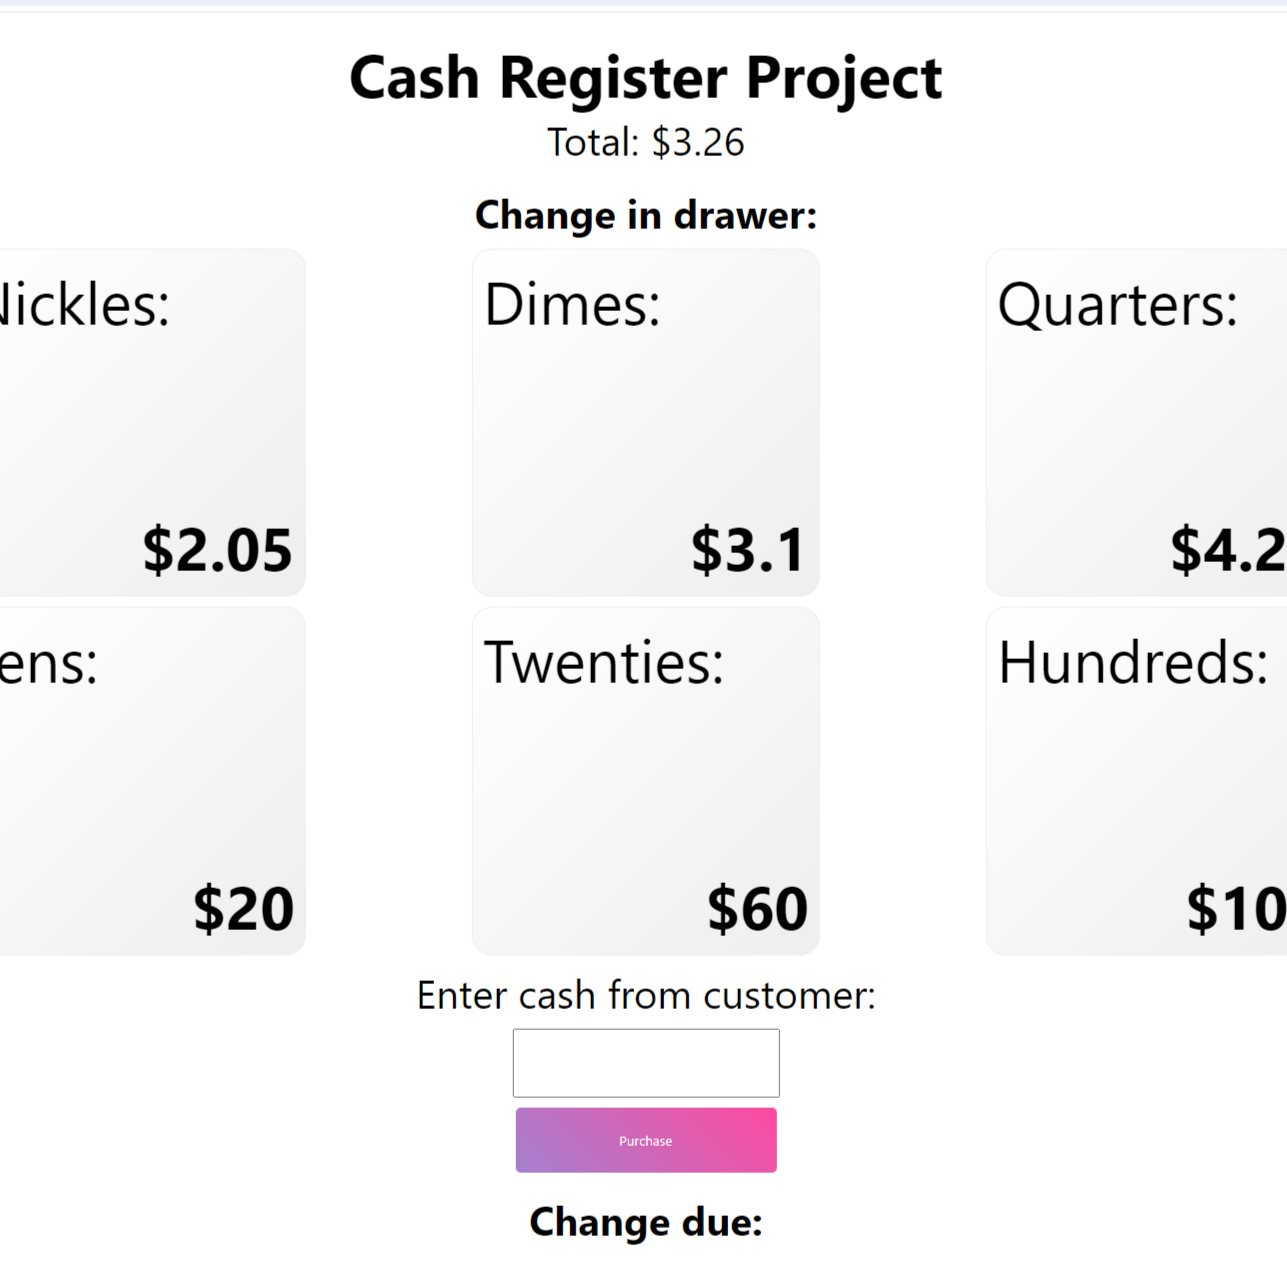 Cash Register Project
Total: $3.26
Change in drawer:
ickles: Dimes: Quarters:
$2.05 $3.1 $4.2
ens: Twenties: Hundreds:
$20 $60 $10
Enter cash from customer:
Purchase
Change due: